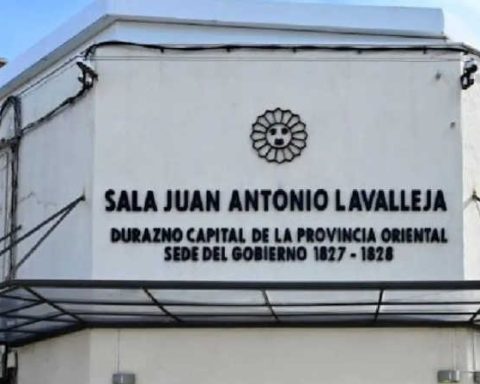 SALA JUAN ANTONIO LAVALLEJA
DURAZNO CAPITAL DE LA PROVINCIA ORIENTAL
SEDE DEL GOBIERNO 1827 - 1828